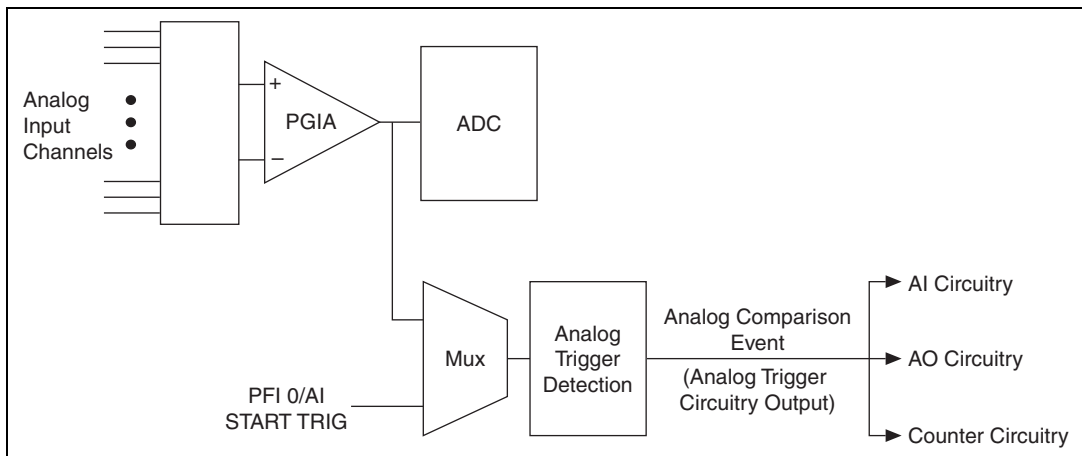 Analog
Input
Channels
+
PGIA
−
ADC
Mux
PFI 0/AI
START TRIG
Analog
Trigger
Detection
Analog Comparison
Event
(Analog Trigger
Circuitry Output)
AI Circuitry
AO Circuitry
Counter Circuitry